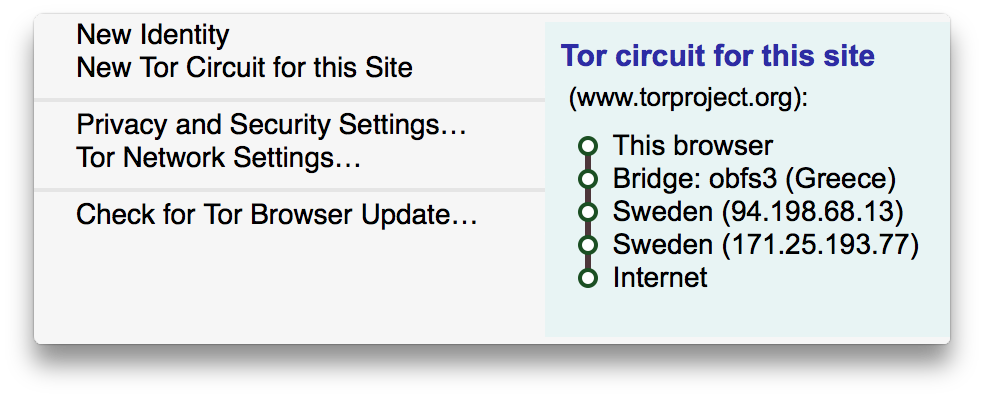 New Identity
New Tor Circuit for this Site
Privacy and Security Settings…
Tor Network Settings…
Check for Tor Browser Update…
Tor circuit for this site
(www.torproject.org):
This browser
Bridge: obfs3 (Greece)
Sweden (94.198.68.13)
Sweden (171.25.193.77)
Internet